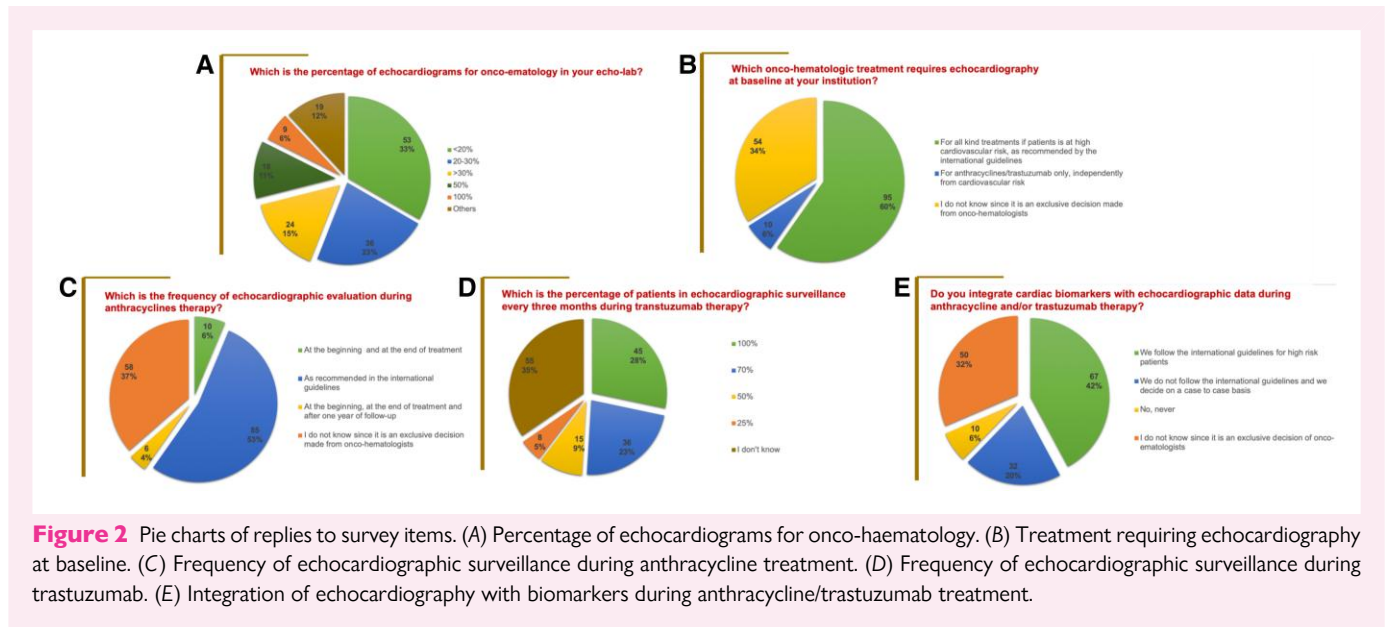 A
Which is the percentage of echocardiograms for onco-ematology in your echo-lab?
19
12%
9
6%
53
33%
24
15%
<20%
20-30%
>30%
50%
100%
Others
B
Which onco-hematologic treatment requires echocardiography
at baseline at your institution?
54
34%
95
60%
10
6%
For all kind treatments if patients is at high
cardiovascular risk, as recommended by the
international guidelines
For anthracyclines/trastuzumab only, independently
from cardiovascular risk
I do not know since it is an exclusive decision made
from onco-hematologists
C
Which is the frequency of echocardiographic evaluation during
anthracyclines therapy?
10
6%
58
37%
53%
6
4%
At the beginning and at the end of treatment
As recommended in the international
guidelines
At the beginning, at the end of treatment and
after one year of follow-up
I do not know since it is an exclusive decision
made from onco-hematologists
D
Which is the percentage of patients in echocardiographic surveillance
every three months during transtuzumab therapy?
55
35%
45
28%
8
5%
15
9%
100%
70%
50%
25%
I don't know
E
Do you integrate cardiac biomarkers with echocardiographic data during
anthracycline and/or trastuzumab therapy?
50
32%
67
42%
10
6%
32
20%
We follow the international guidelines for high risk
patients
We do not follow the international guidelines and we
decide on a case to case basis
No, never
I do not know since it is an exclusive decision of onco-
ematologists
Figure 2 Pie charts of replies to survey items. (A) Percentage of echocardiograms for onco-haematology. (B) Treatment requiring echocardiography
at baseline. (C) Frequency of echocardiographic surveillance during anthracycline treatment. (D) Frequency of echocardiographic surveillance during
trastuzumab. (E) Integration of echocardiography with biomarkers during anthracycline/trastuzumab treatment.